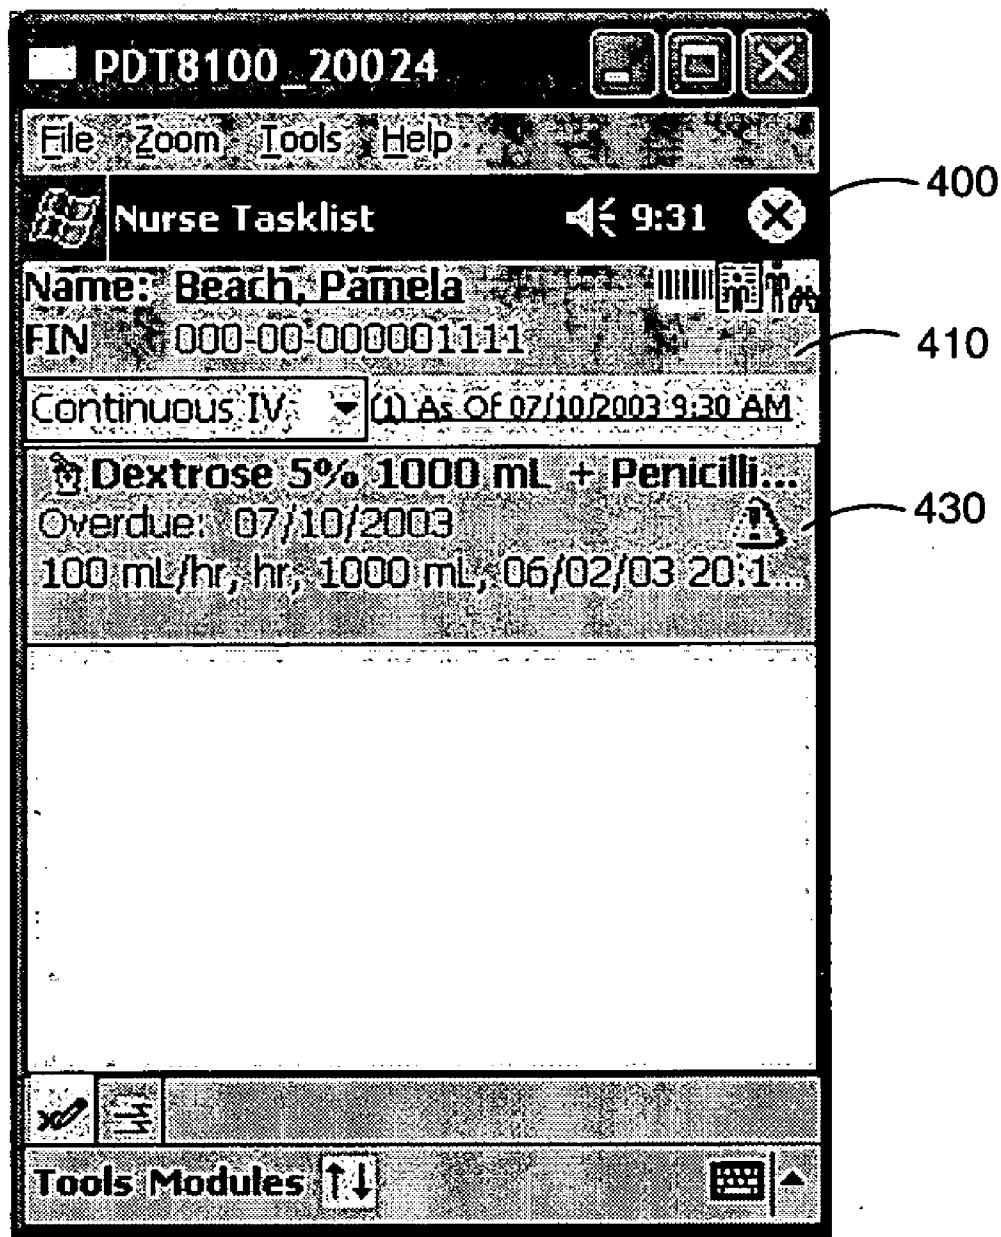 PDT8100_20024
File Zoom Tools Help
400
Nurse Tasklist 9:31
Name: Beach, Pamela
FIN 000-00-000001111
410
Continuous IV (1) As Of 07/10/2003 9:30 AM
Dextrose 5% 1000 mL + Penicilli...
Overdue: 07/10/2003
430
100 mL/hr, hr, 1000 mL, 06/02/03 20:1...
Tools Modules